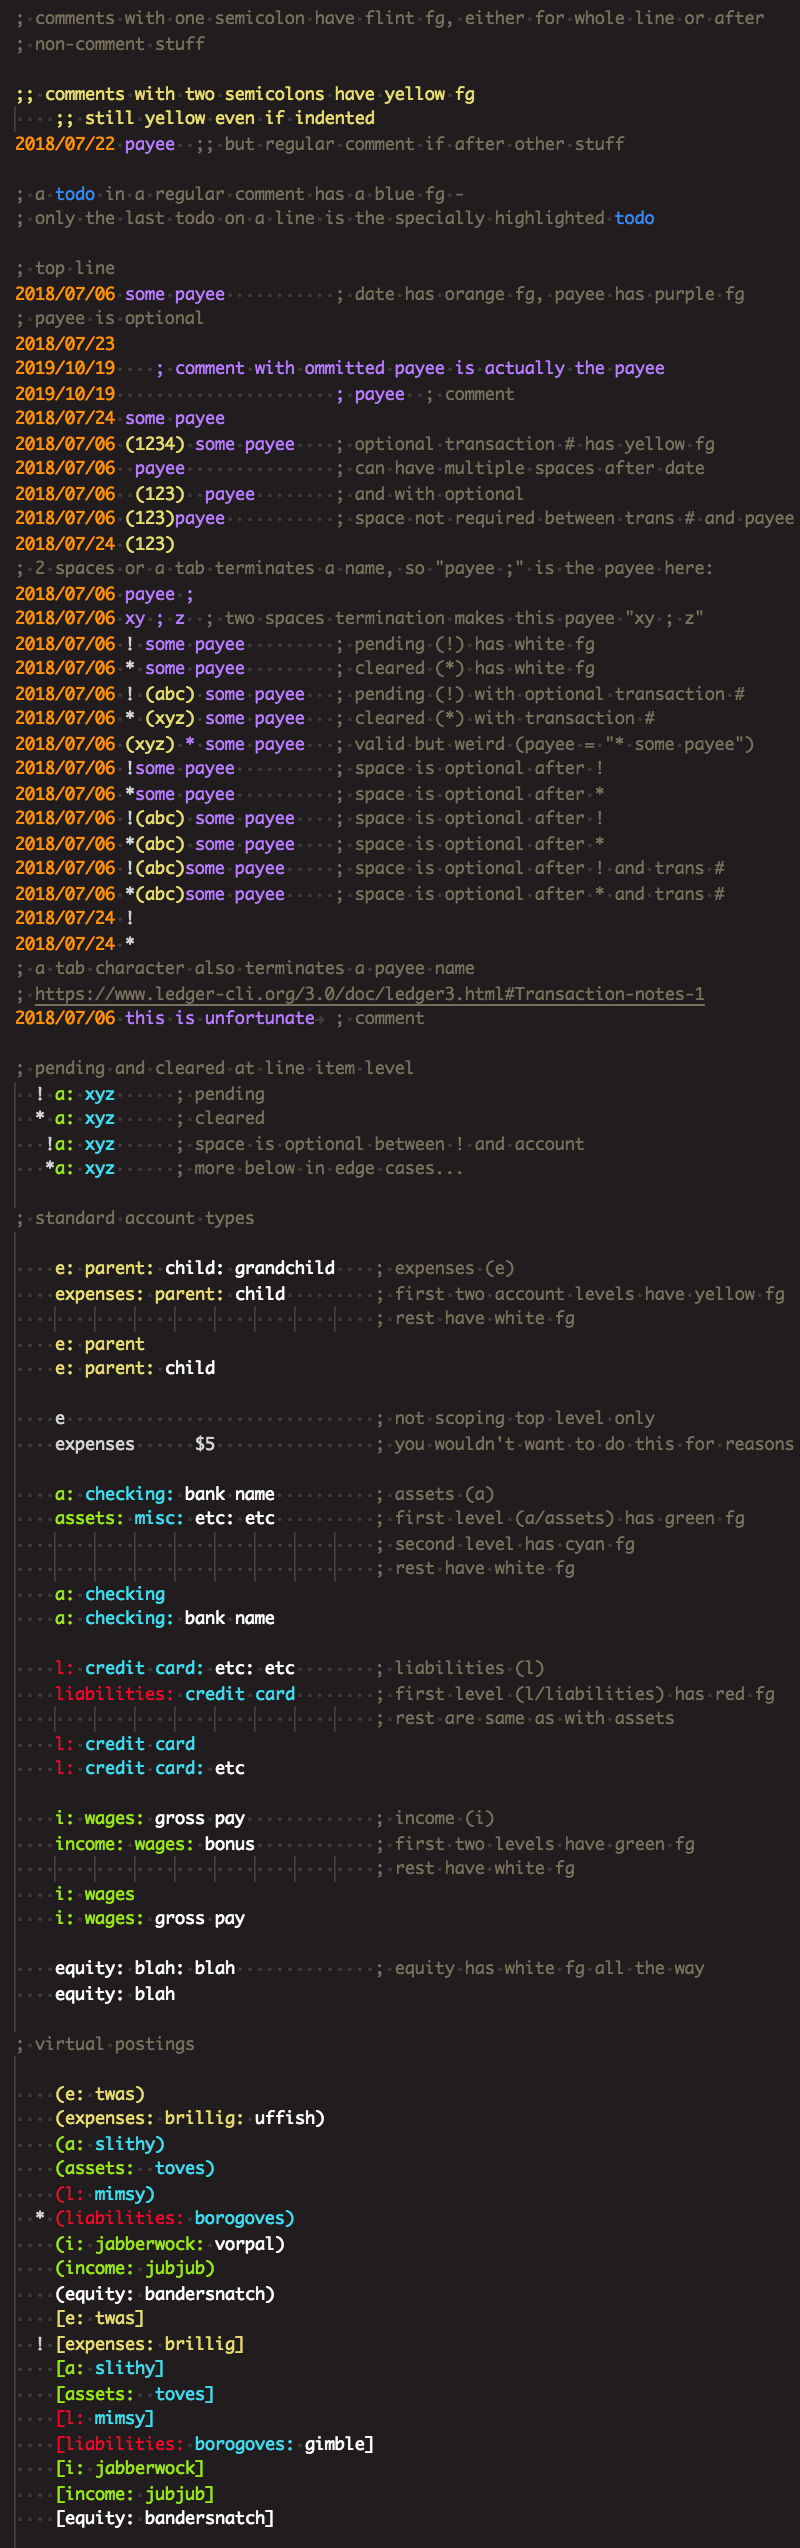 ; comments with one semicolon have flint fg, either for whole line or after
; non-comment stuff

;; comments with two semicolons have yellow fg
    ;; still yellow even if indented
2018/07/22 payee  ;; but regular comment if after other stuff

; a todo in a regular comment has a blue fg -
; only the last todo on a line is the specially highlighted todo

; top line
2018/07/06 some payee           ; date has orange fg, payee has purple fg
; payee is optional
2018/07/23
2019/10/19    ; comment with ommitted payee is actually the payee
2019/10/19                      ; payee  ; comment
2018/07/24 some payee
2018/07/06 (1234) some payee    ; optional transaction # has yellow fg
2018/07/06  payee               ; can have multiple spaces after date
2018/07/06  (123)  payee        ; and with optional
2018/07/06 (123)payee           ; space not required between trans # and payee
2018/07/24 (123)
; 2 spaces or a tab terminates a name, so "payee ;" is the payee here:
2018/07/06 payee ;
2018/07/06 xy ; z  ; two spaces termination makes this payee "xy ; z"
2018/07/06 ! some payee         ; pending (!) has white fg
2018/07/06 * some payee         ; cleared (*) has white fg
2018/07/06 ! (abc) some payee   ; pending (!) with optional transaction #
2018/07/06 * (xyz) some payee   ; cleared (*) with transaction #
2018/07/06 (xyz) * some payee   ; valid but weird (payee = "* some payee")
2018/07/06 !some payee          ; space is optional after !
2018/07/06 *some payee          ; space is optional after *
2018/07/06 !(abc) some payee    ; space is optional after !
2018/07/06 *(abc) some payee    ; space is optional after *
2018/07/06 !(abc)some payee     ; space is optional after ! and trans #
2018/07/06 *(abc)some payee     ; space is optional after * and trans #
2018/07/24 !
2018/07/24 *
; a tab character also terminates a payee name
; https://www.ledger-cli.org/3.0/doc/ledger3.html#Transaction-notes-1
2018/07/06 this is unfortunate  ; comment

; pending and cleared at line item level
  ! a: xyz      ; pending
  * a: xyz      ; cleared
   !a: xyz      ; space is optional between ! and account
   *a: xyz      ; more below in edge cases...

; standard account types

    e: parent: child: grandchild    ; expenses (e)
    expenses: parent: child         ; first two account levels have yellow fg
                                    ; rest have white fg
    e: parent
    e: parent: child

    e                               ; not scoping top level only
    expenses      $5                ; you wouldn't want to do this for reasons

    a: checking: bank name          ; assets (a)
    assets: misc: etc: etc          ; first level (a/assets) has green fg
                                    ; second level has cyan fg
                                    ; rest have white fg
    a: checking
    a: checking: bank name

    l: credit card: etc: etc        ; liabilities (l)
    liabilities: credit card        ; first level (l/liabilities) has red fg
                                    ; rest are same as with assets
    l: credit card
    l: credit card: etc

    i: wages: gross pay             ; income (i)
    income: wages: bonus            ; first two levels have green fg
                                    ; rest have white fg
    i: wages
    i: wages: gross pay

    equity: blah: blah              ; equity has white fg all the way
    equity: blah

; virtual postings

    (e: twas)
    (expenses: brillig: uffish)
    (a: slithy)
    (assets:  toves)
    (l: mimsy)
  * (liabilities: borogoves)
    (i: jabberwock: vorpal)
    (income: jubjub)
    (equity: bandersnatch)
    [e: twas]
  ! [expenses: brillig]
    [a: slithy]
    [assets:  toves]
    [l: mimsy]
    [liabilities: borogoves: gimble]
    [i: jabberwock]
    [income: jubjub]
    [equity: bandersnatch]